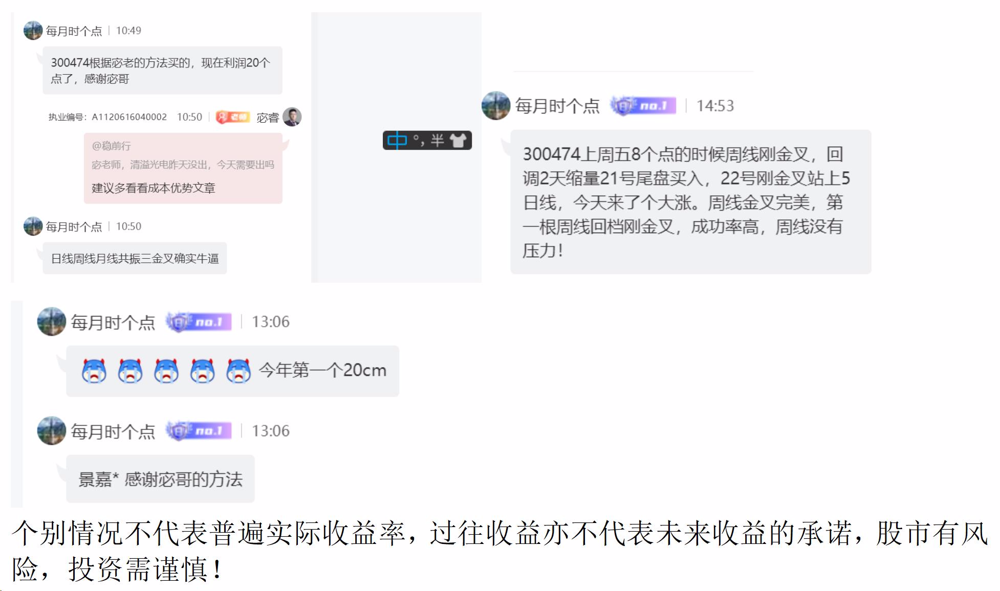 每月时个点 10:49
300474根据宓老的方法买的，现在利润20个
点了，感谢宓哥
执业编号：A1120616040002 10:50 老师 宓睿
@稳前行
宓老师，清溢光电昨天没出，今天需要出吗
建议多看看成本优势文章
每月时个点 10:50
日线周线月线共振三金叉确实牛逼
中 °, 半
每月时个点 日 no.1 14:53
300474上周五8个点的时候周线刚金叉，回
调2天缩量21号尾盘买入，22号刚金叉站上5
日线，今天来了个大涨。周线金叉完美，第
一根周线回档刚金叉，成功率高，周线没有
压力！
每月时个点 日 no.1 13:06
今年第一个20cm
每月时个点 日 no.1 13:06
景嘉* 感谢宓哥的方法
个别情况不代表普遍实际收益率，过往收益亦不代表未来收益的承诺，股市有风
险，投资需谨慎！